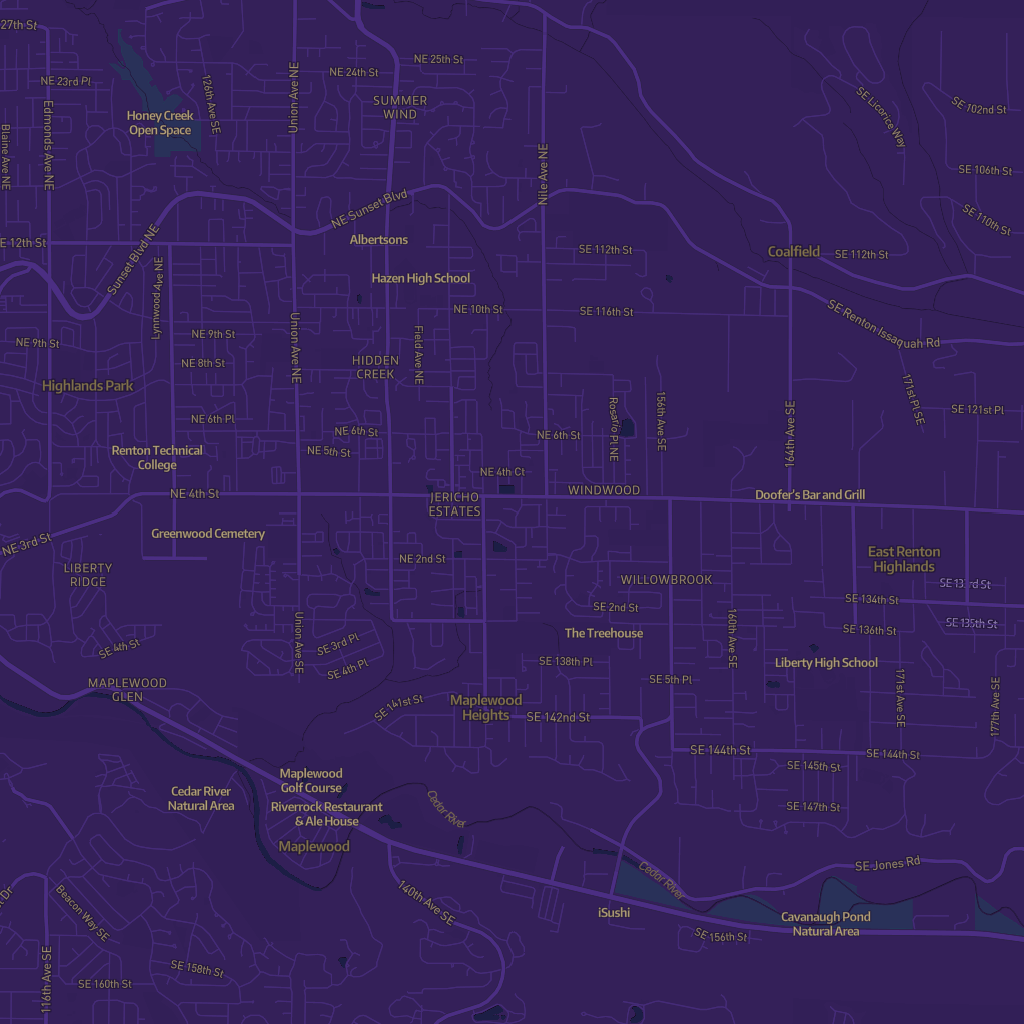 27th St
NE 25th St
NE 24th St
NE 23rd Pl
126th Ave SE
Union Ave NE
SUMMER
WIND
SE Licorice Way
SE 102nd St
Edmonds Ave NE
Blaine Ave NE
Honey Creek
Open Space
Nile Ave NE
SE 106th St
SE 110th St
NE Sunset Blvd
E 12th St
Sunset Blvd NE
Albertsons
SE 112th St
Coalfield
SE 112th St
Hazen High School
Lynnwood Ave NE
NE 10th St
SE 116th St
SE Renton Issaquah Rd
NE 9th St
NE 9th St
Union Ave NE
Field Ave NE
NE 8th St
HIDDEN
CREEK
Highlands Park
171st Pl SE
SE 121st Pl
NE 6th Pl
NE 6th St
NE 6th St
Rosario Pl NE
156th Ave SE
164th Ave SE
Renton Technical
College
NE 5th St
NE 4th Ct
NE 4th St
JERICHO
ESTATES
WINDWOOD
Doofer's Bar and Grill
Greenwood Cemetery
NE 3rd St
NE 2nd St
East Renton
Highlands
LIBERTY
RIDGE
WILLOWBROOK
SE 133rd St
SE 134th St
SE 2nd St
SE 135th St
SE 136th St
The Treehouse
160th Ave SE
Union Ave SE
SE 3rd Pl
SE 4th St
SE 4th Pl
SE 138th Pl
Liberty High School
SE 5th Pl
171st Ave SE
177th Ave SE
MAPLEWOOD
GLEN
SE 141st St
Maplewood
Heights
SE 142nd St
SE 144th St
SE 144th St
SE 145th St
Maplewood
Golf Course
Cedar River
Natural Area
Riverrock Restaurant
& Ale House
Cedar River
SE 147th St
Maplewood
SE Jones Rd
Cedar River
140th Ave SE
Dr
Beacon Way SE
iSushi
Cavanaugh Pond
Natural Area
SE 156th St
SE 158th St
SE 160th St
116th Ave SE